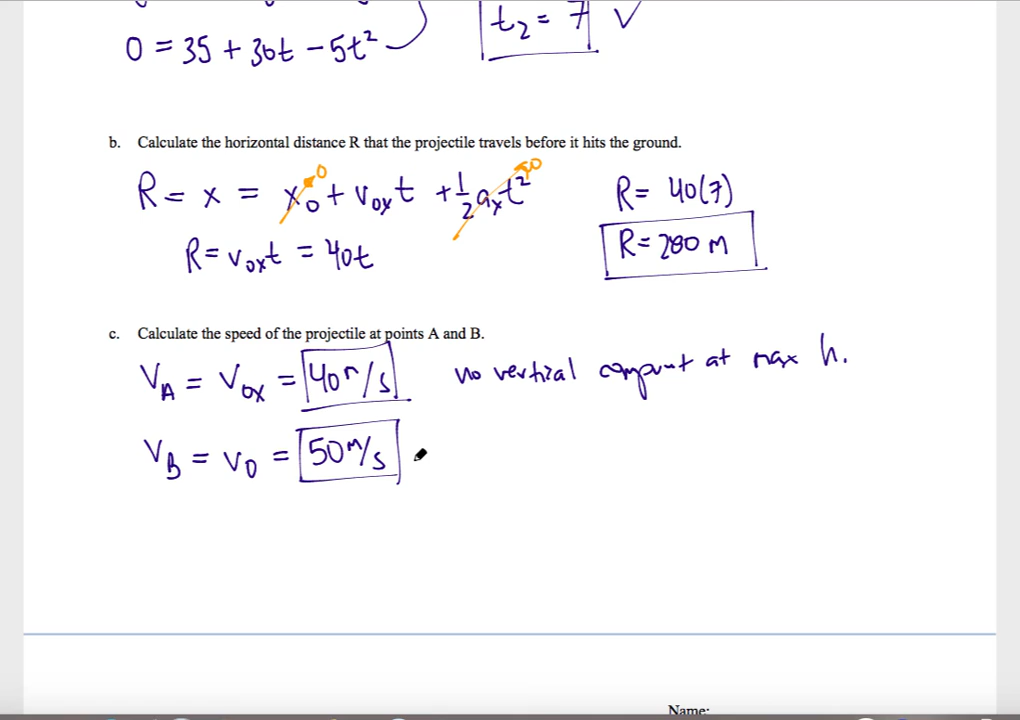 t₂ = 7 √
0 = 35 + 30t − 5t²
b. Calculate the horizontal distance R that the projectile travels before it hits the ground.
R = x = x₀ + v₀ₓt + ½aₓt²
0
0
R = 40(7)
R = v₀ₓt = 40t
R = 280 m
c. Calculate the speed of the projectile at points A and B.
V_A = V₀ₓ = 40 m/s no vertical component at max h.
V_B = V₀ = 50 m/s
Name: